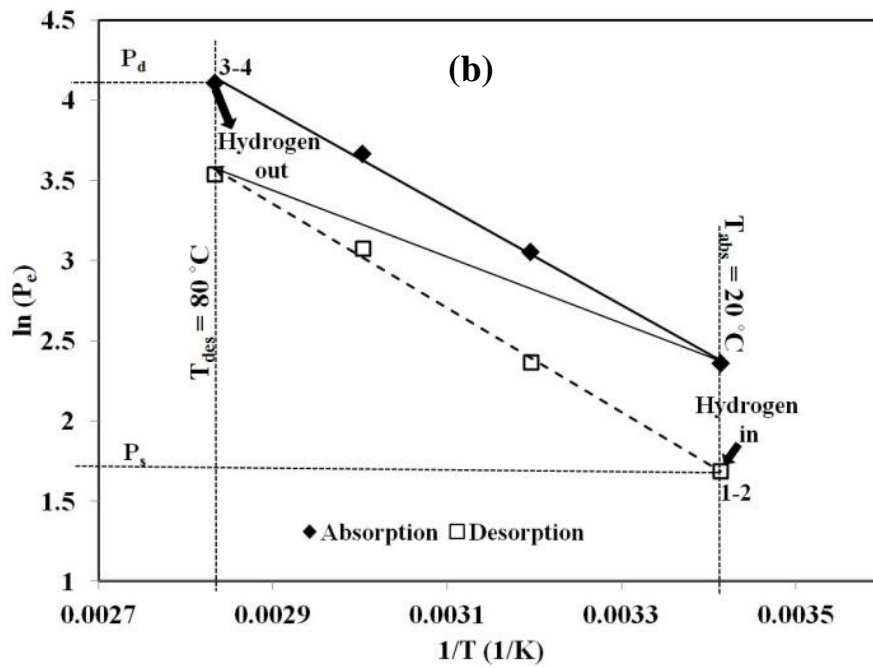 (b)
4.5
4
3.5
3
2.5
2
1.5
1
ln (Pₑ)
P_d
3-4
Hydrogen
out
T_des = 80 °C
T_abs = 20 °C
Hydrogen
in
P_s
1-2
◆Absorption □Desorption
0.0027 0.0029 0.0031 0.0033 0.0035
1/T (1/K)